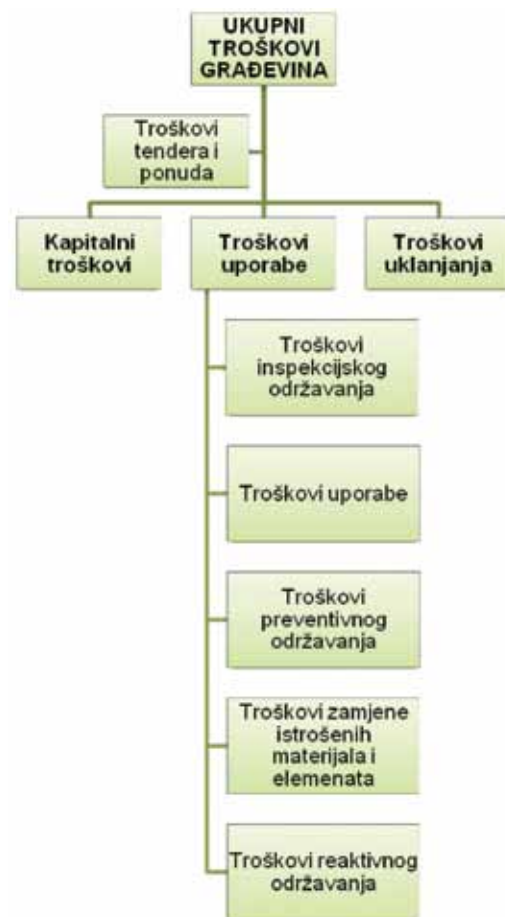 UKUPNI
TROŠKOVI
GRAĐEVINA
Troškovi
tendera i
ponuda
Kapitalni
troškovi
Troškovi
uporabe
Troškovi
uklanjanja
Troškovi
inspekcijskog
održavanja
Troškovi uporabe
Troškovi
preventivnog
održavanja
Troškovi zamjene
istrošenih
materijala i
elemenata
Troškovi reaktivnog
održavanja